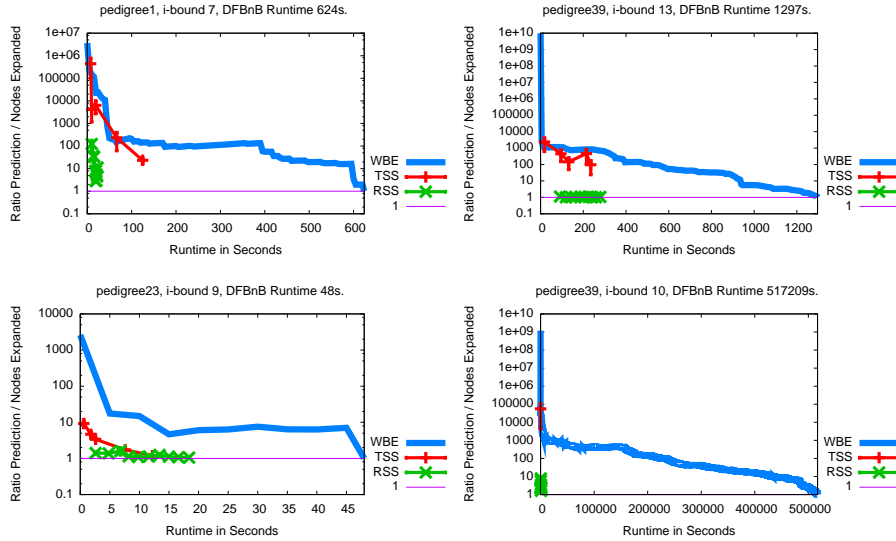 pedigree1, i-bound 7, DFBnB Runtime 624s.
Ratio Prediction / Nodes Expanded
1e+07
1e+06
100000
10000
1000
100
10
1
0.1
0 100 200 300 400 500 600
Runtime in Seconds
WBE
TSS
RSS
1
pedigree39, i-bound 13, DFBnB Runtime 1297s.
Ratio Prediction / Nodes Expanded
1e+10
1e+09
1e+08
1e+07
1e+06
100000
10000
1000
100
10
1
0.1
0 200 400 600 800 1000 1200
Runtime in Seconds
WBE
TSS
RSS
1
pedigree23, i-bound 9, DFBnB Runtime 48s.
Ratio Prediction / Nodes Expanded
10000
1000
100
10
1
0.1
0 5 10 15 20 25 30 35 40 45
Runtime in Seconds
WBE
TSS
RSS
1
pedigree39, i-bound 10, DFBnB Runtime 517209s.
Ratio Prediction / Nodes Expanded
1e+10
1e+09
1e+08
1e+07
1e+06
100000
10000
1000
100
10
1
0 100000 200000 300000 400000 500000
Runtime in Seconds
WBE
TSS
RSS
1